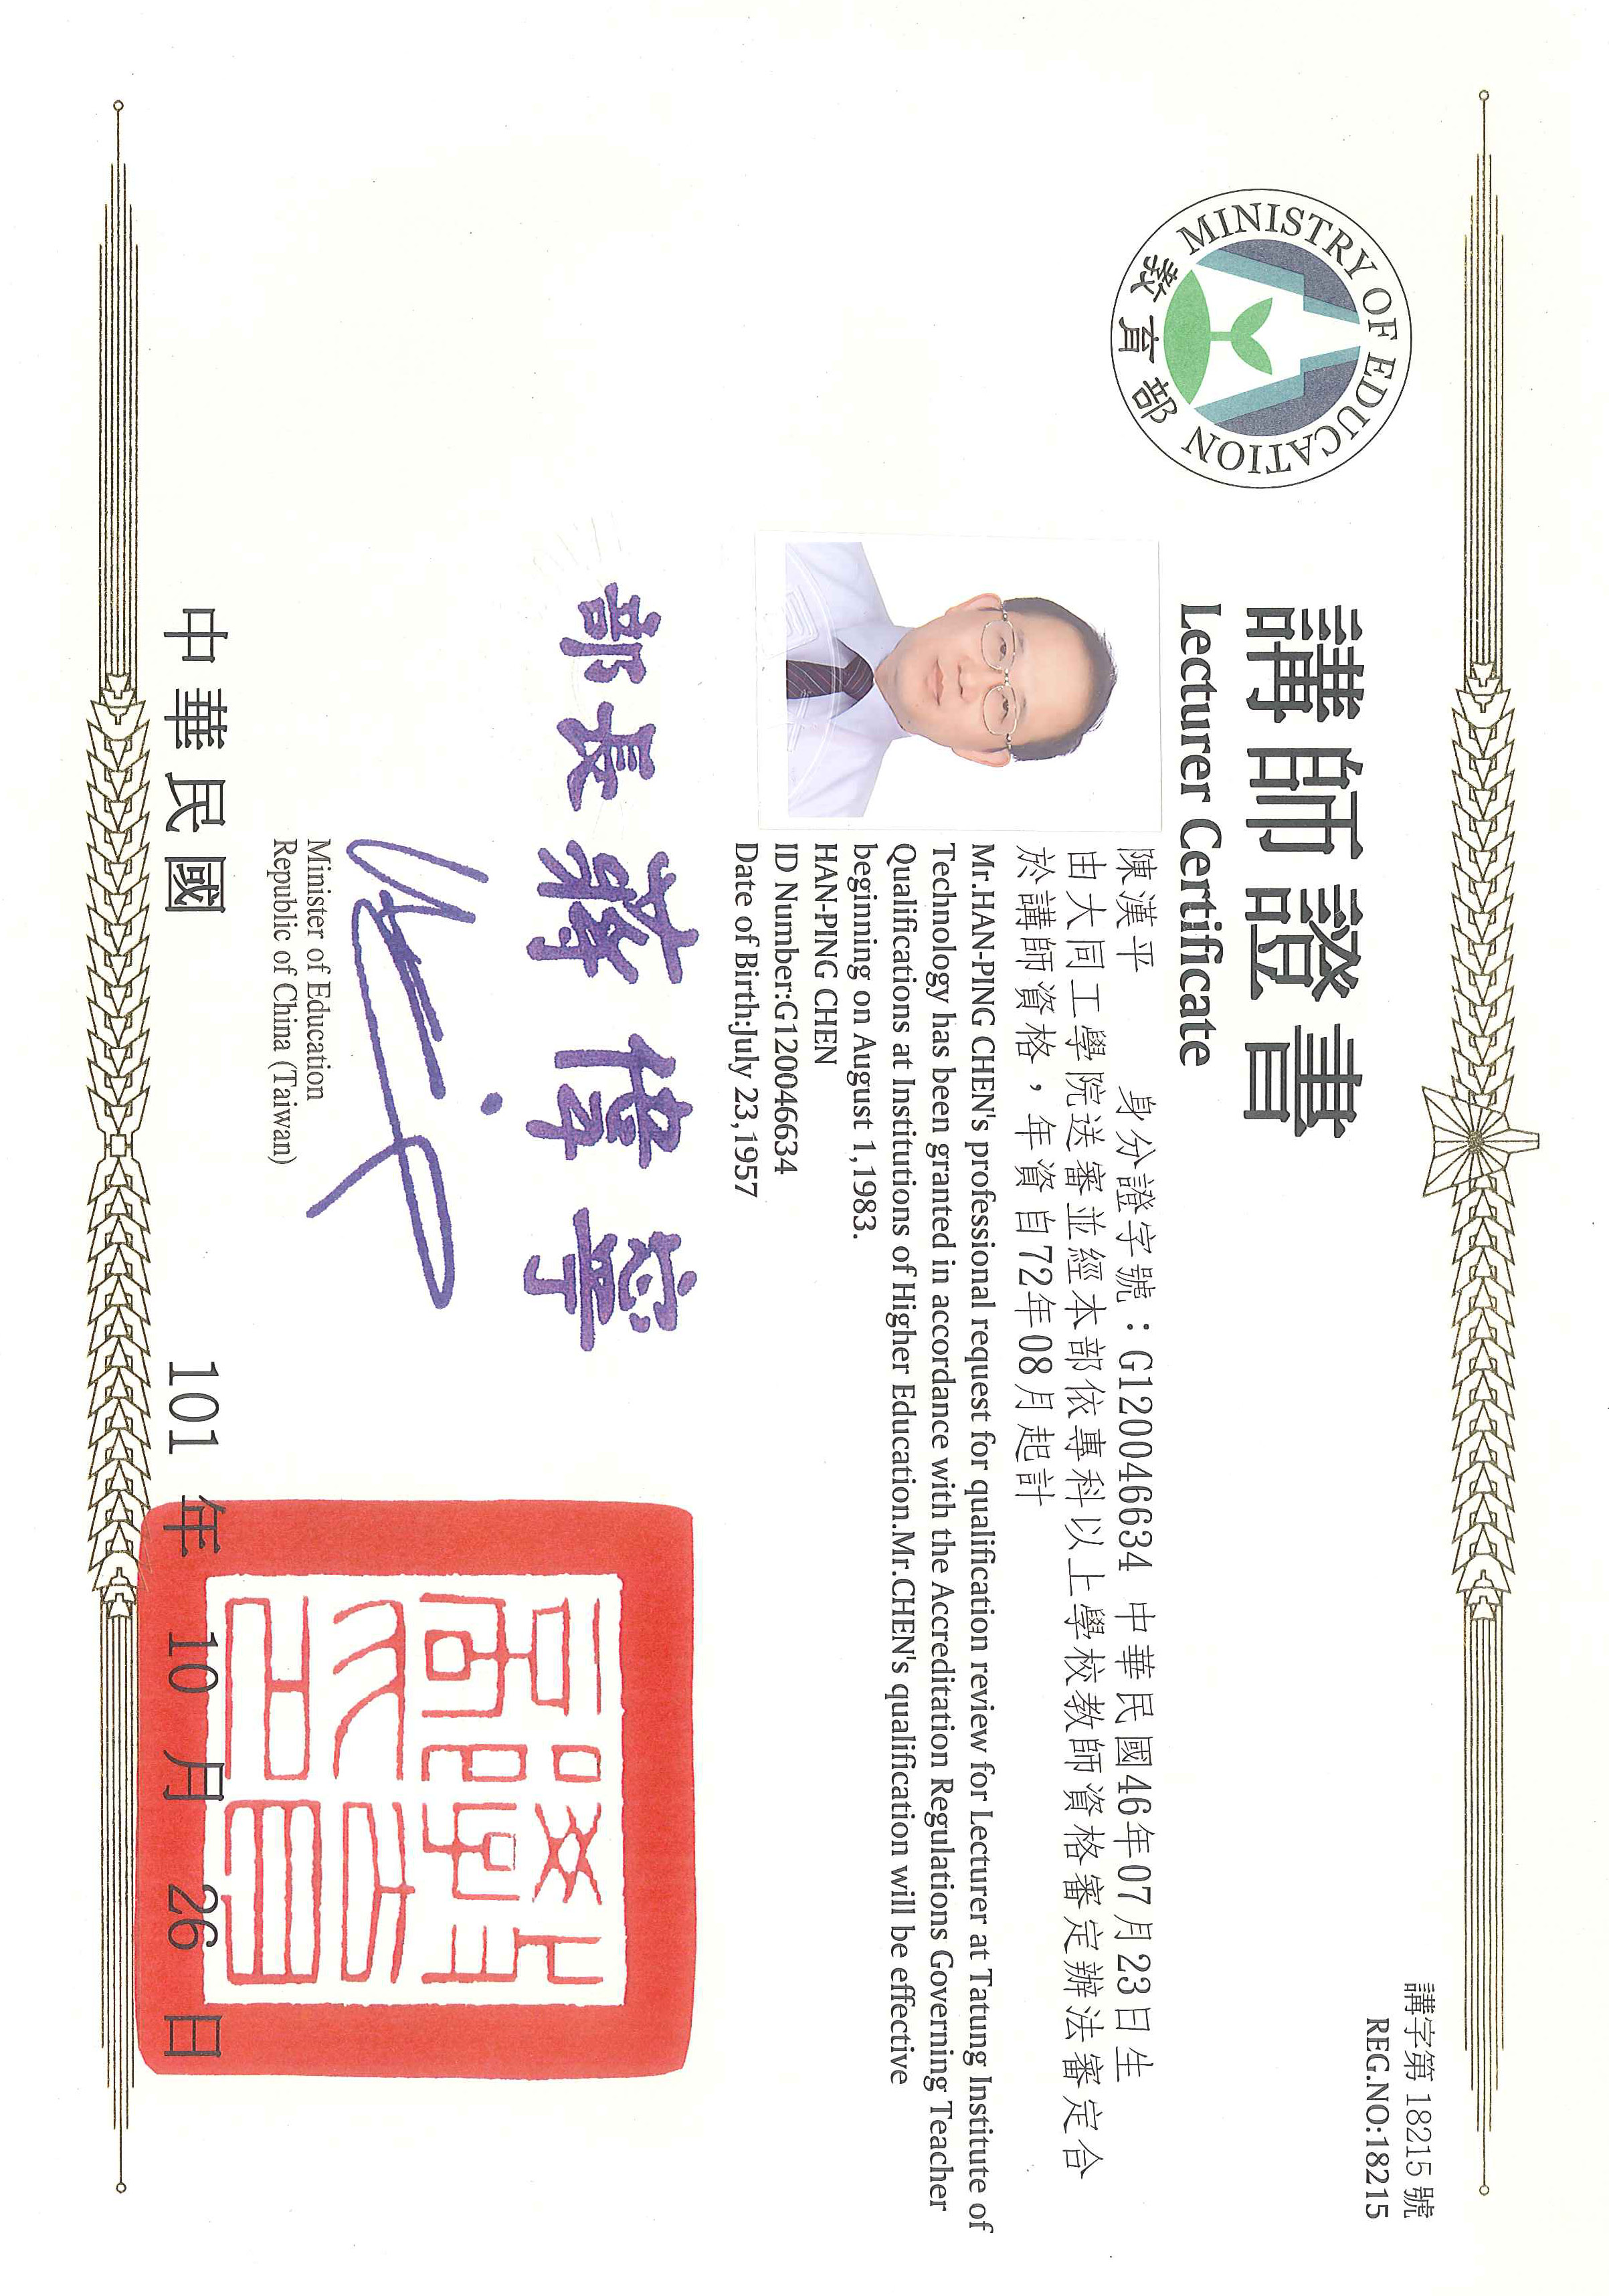 講字第 18215 號
REG.NO:18215
MINISTRY OF EDUCATION
教育部
講師證書
Lecturer Certificate
陳漢平 身分證字號：G120046634 中華民國46年07月23日生
由大同工學院送審並經本部依專科以上學校教師資格審定辦法審定合
於講師資格，年資自72年08月起計
Mr.HAN-PING CHEN's professional request for qualification review for Lecturer at Tatung Institute of
Technology has been granted in accordance with the Accreditation Regulations Governing Teacher
Qualifications at Institutions of Higher Education.Mr.CHEN's qualification will be effective
beginning on August 1,1983.
HAN-PING CHEN
ID Number:G120046634
Date of Birth:July 23,1957
部長 蔣偉寧
Minister of Education
Republic of China (Taiwan)
中華民國 101 年 10 月 26 日